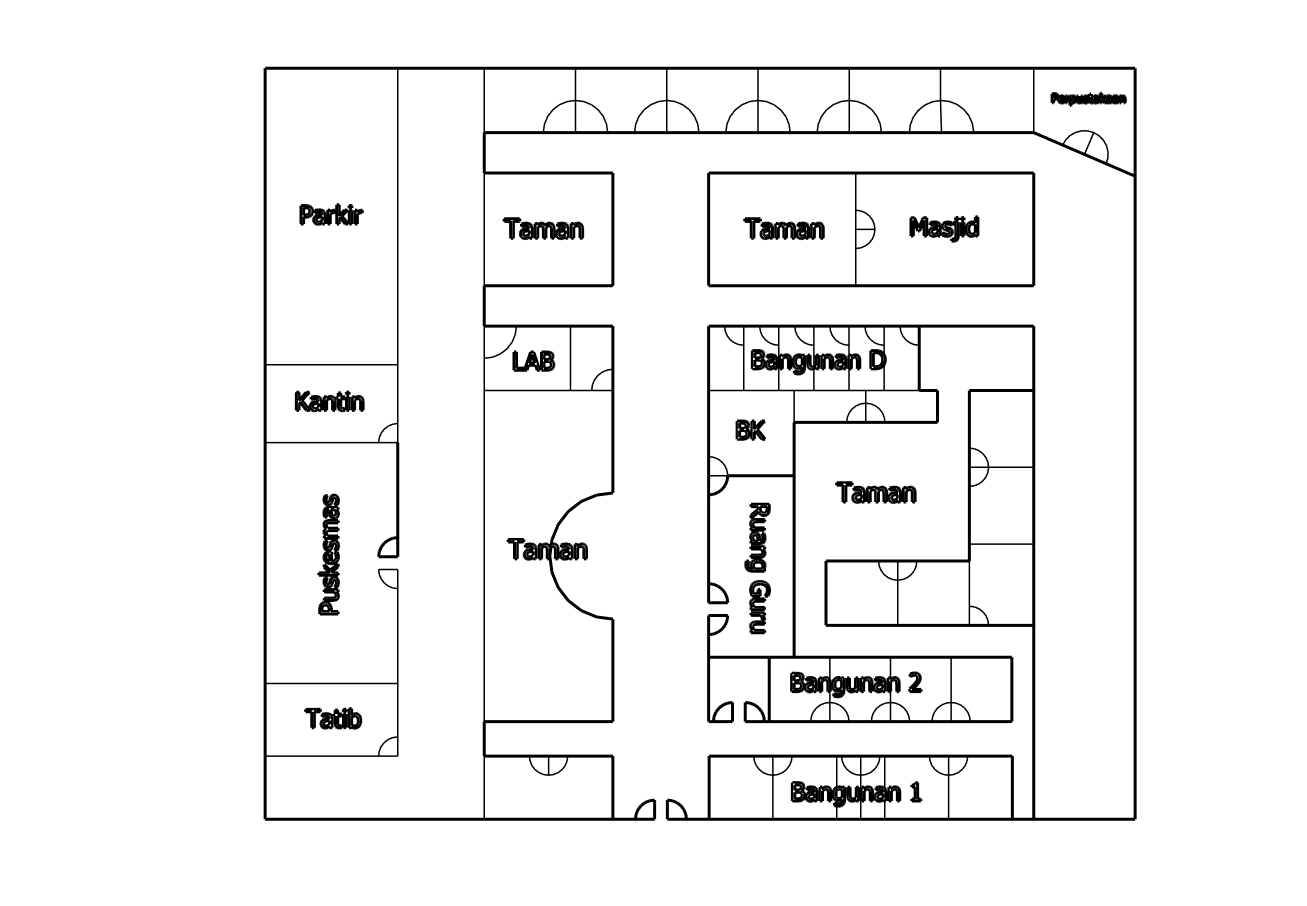 Perpustakaan
Parkir
Taman
Taman
Masjid
LAB
Bangunan D
Kantin
BK
Taman
Puskesmas
Taman
Ruang Guru
Bangunan 2
Tatib
Bangunan 1